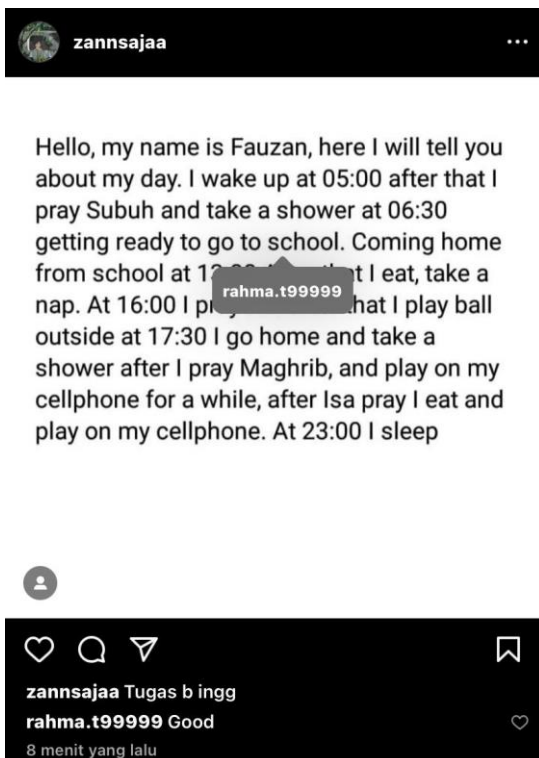 zannsajaa
Hello, my name is Fauzan, here I will tell you
about my day. I wake up at 05:00 after that I
pray Subuh and take a shower at 06:30
getting ready to go to school. Coming home
from school at I eat, take a
rahma.t99999
nap. At 16:00 I that I play ball
outside at 17:30 I go home and take a
shower after I pray Maghrib, and play on my
cellphone for a while, after Isa pray I eat and
play on my cellphone. At 23:00 I sleep
zannsajaa Tugas b ingg
rahma.t99999 Good
8 menit yang lalu